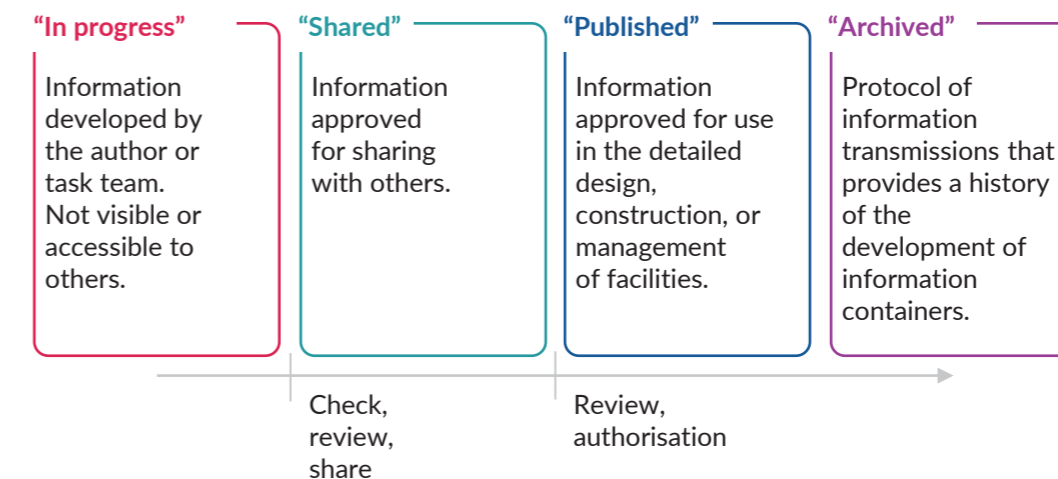 “In progress”
Information
developed by
the author or
task team.
Not visible or
accessible to
others.
“Shared”
Information
approved
for sharing
with others.
“Published”
Information
approved for use
in the detailed
design,
construction, or
management
of facilities.
“Archived”
Protocol of
information
transmissions that
provides a history
of the
development of
information
containers.
Check,
review,
share
Review,
authorisation